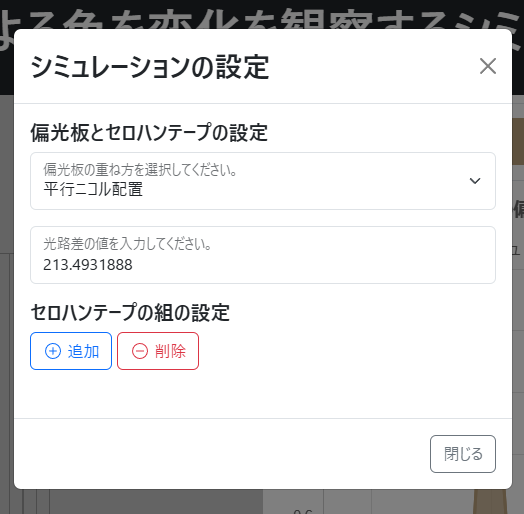 よる色を変化を観察するシミ
シミュレーションの設定
偏光板とセロハンテープの設定
偏光板の重ね方を選択してください。
平行ニコル配置
光路差の値を入力してください。
213.4931888
セロハンテープの組の設定
追加
削除
閉じる